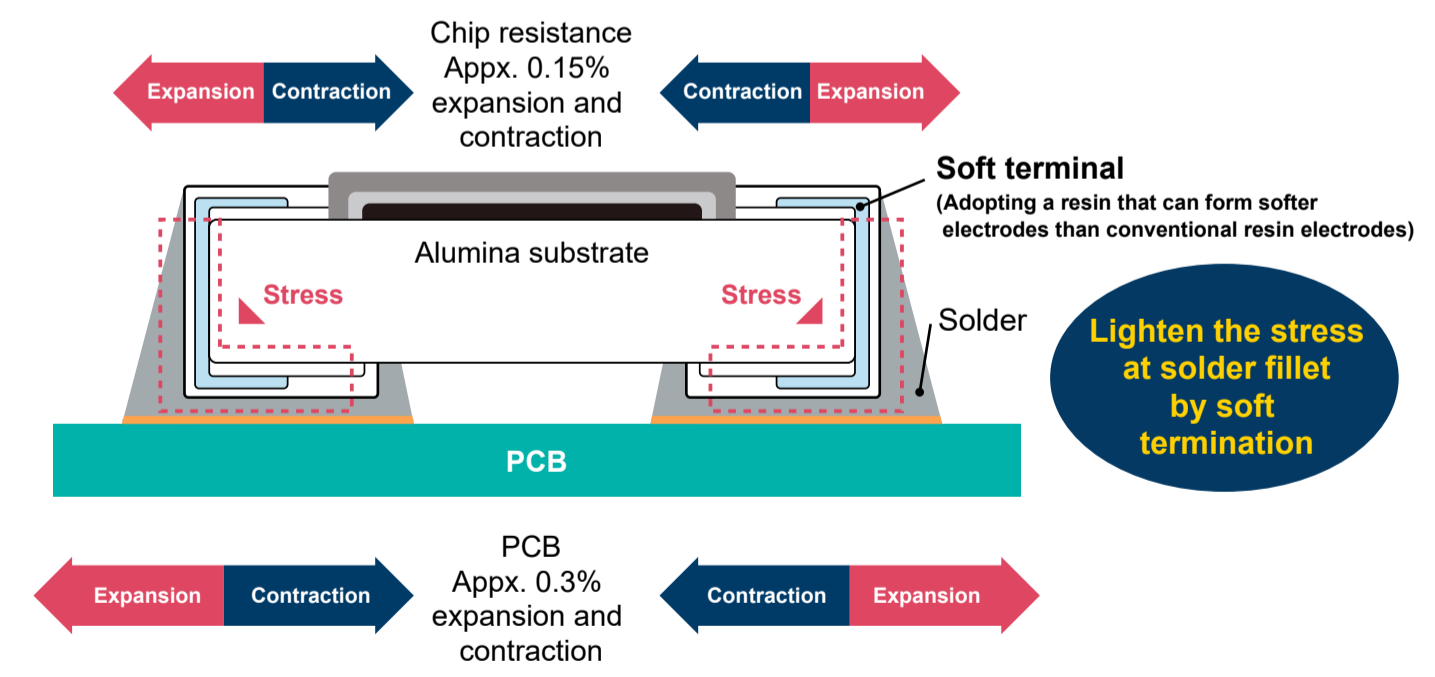 Chip resistance
Appx. 0.15%
expansion and
contraction
Expansion
Contraction
Contraction
Expansion
Soft terminal
(Adopting a resin that can form softer
electrodes than conventional resin electrodes)
Alumina substrate
Stress
Stress
Solder
Lighten the stress
at solder fillet
by soft
termination
PCB
PCB
Appx. 0.3%
expansion and
contraction
Expansion
Contraction
Contraction
Expansion